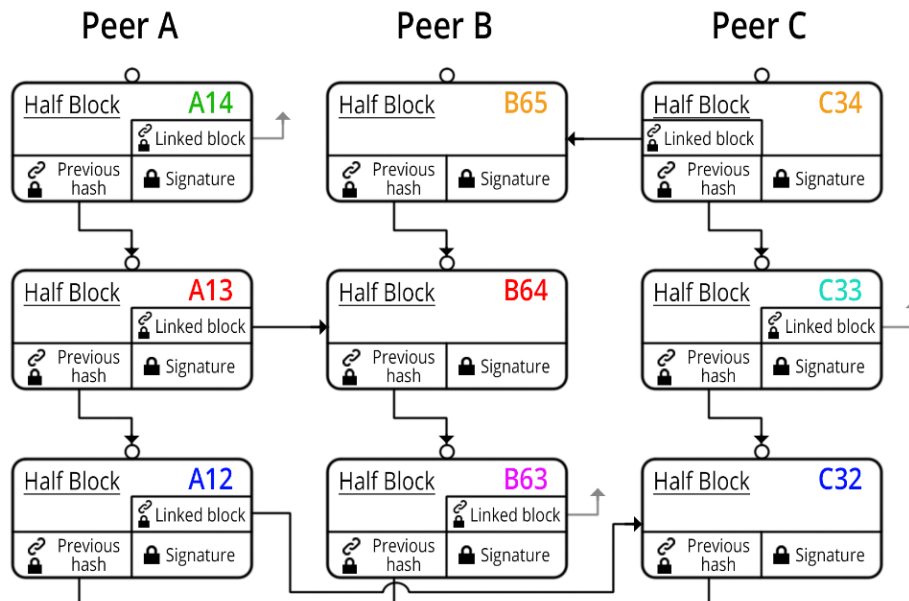 Peer A
Peer B
Peer C
Half Block A14
Linked block
Previous hash
Signature
Half Block B65
Previous hash
Signature
Half Block C34
Linked block
Previous hash
Signature
Half Block A13
Linked block
Previous hash
Signature
Half Block B64
Previous hash
Signature
Half Block C33
Linked block
Previous hash
Signature
Half Block A12
Linked block
Previous hash
Signature
Half Block B63
Linked block
Previous hash
Signature
Half Block C32
Previous hash
Signature